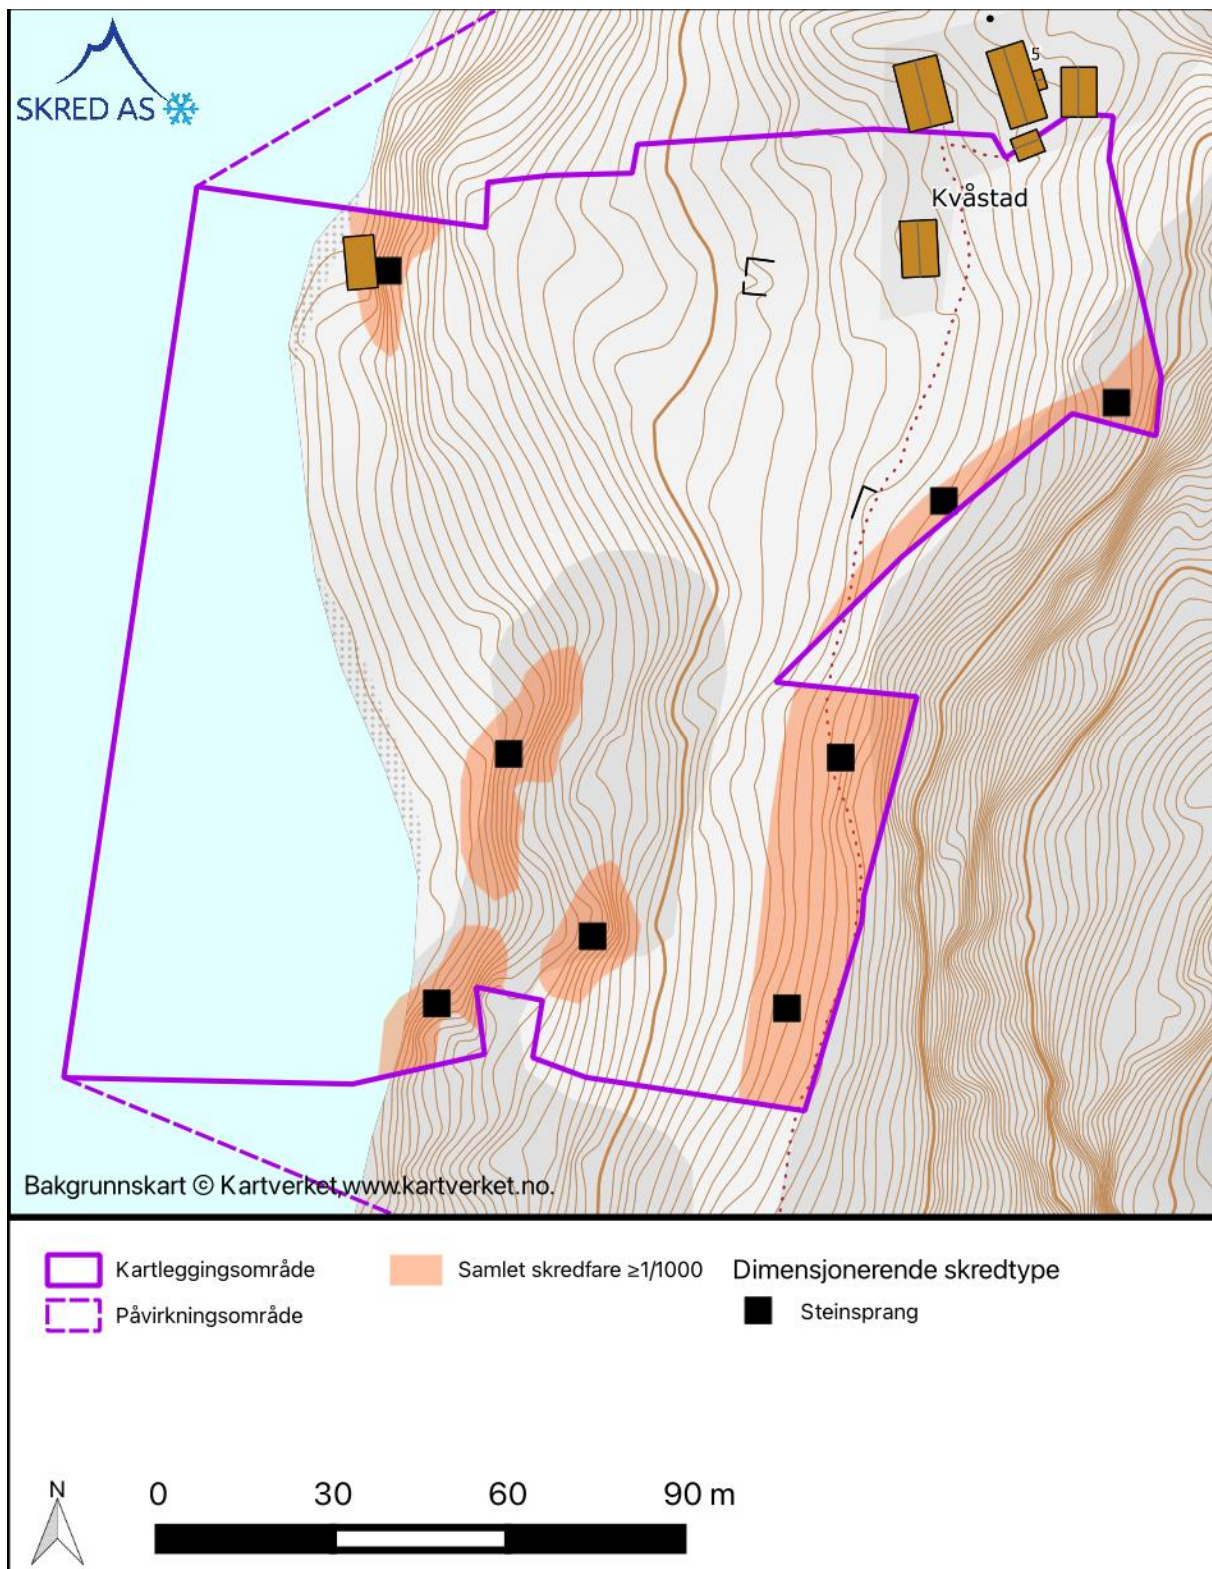 SKRED AS
5
Kvåstad
Bakgrunnskart © Kartverket,www.kartverket.no.
Kartleggingsområde
Samlet skredfare ≥1/1000
Dimensjonerende skredtype
Påvirkningsområde
Steinsprang
N
0 30 60 90 m